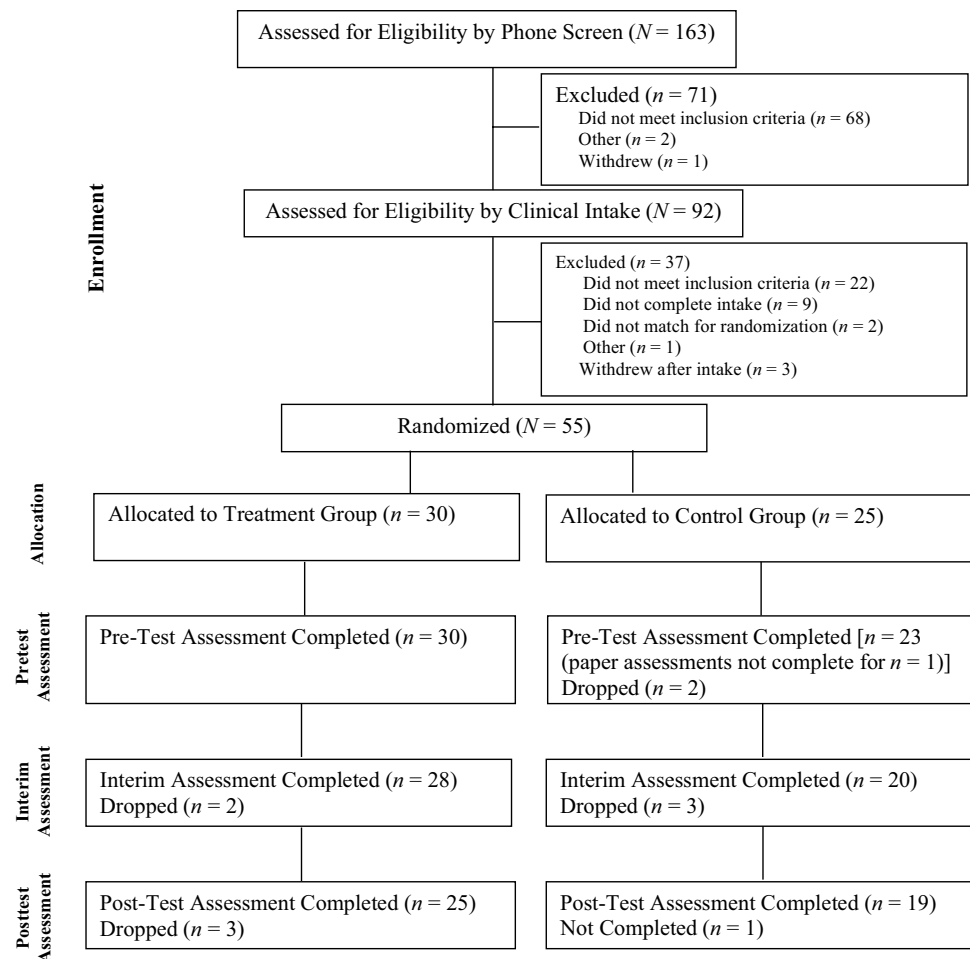 Assessed for Eligibility by Phone Screen (N = 163)
Excluded (n = 71)
Did not meet inclusion criteria (n = 68)
Other (n = 2)
Withdrew (n = 1)
Enrollment
Assessed for Eligibility by Clinical Intake (N = 92)
Excluded (n = 37)
Did not meet inclusion criteria (n = 22)
Did not complete intake (n = 9)
Did not match for randomization (n = 2)
Other (n = 1)
Withdrew after intake (n = 3)
Randomized (N = 55)
Allocation
Allocated to Treatment Group (n = 30)
Allocated to Control Group (n = 25)
Pretest
Assessment
Pre-Test Assessment Completed (n = 30)
Pre-Test Assessment Completed [n = 23
(paper assessments not complete for n = 1)]
Dropped (n = 2)
Interim
Assessment
Interim Assessment Completed (n = 28)
Dropped (n = 2)
Interim Assessment Completed (n = 20)
Dropped (n = 3)
Posttest
Assessment
Post-Test Assessment Completed (n = 25)
Dropped (n = 3)
Post-Test Assessment Completed (n = 19)
Not Completed (n = 1)